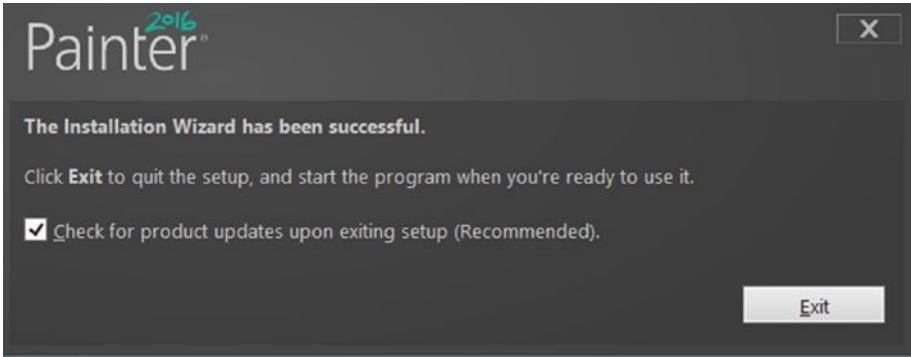 2016
Painter®
X
The Installation Wizard has been successful.
Click Exit to quit the setup, and start the program when you're ready to use it.
Check for product updates upon exiting setup (Recommended).
Exit